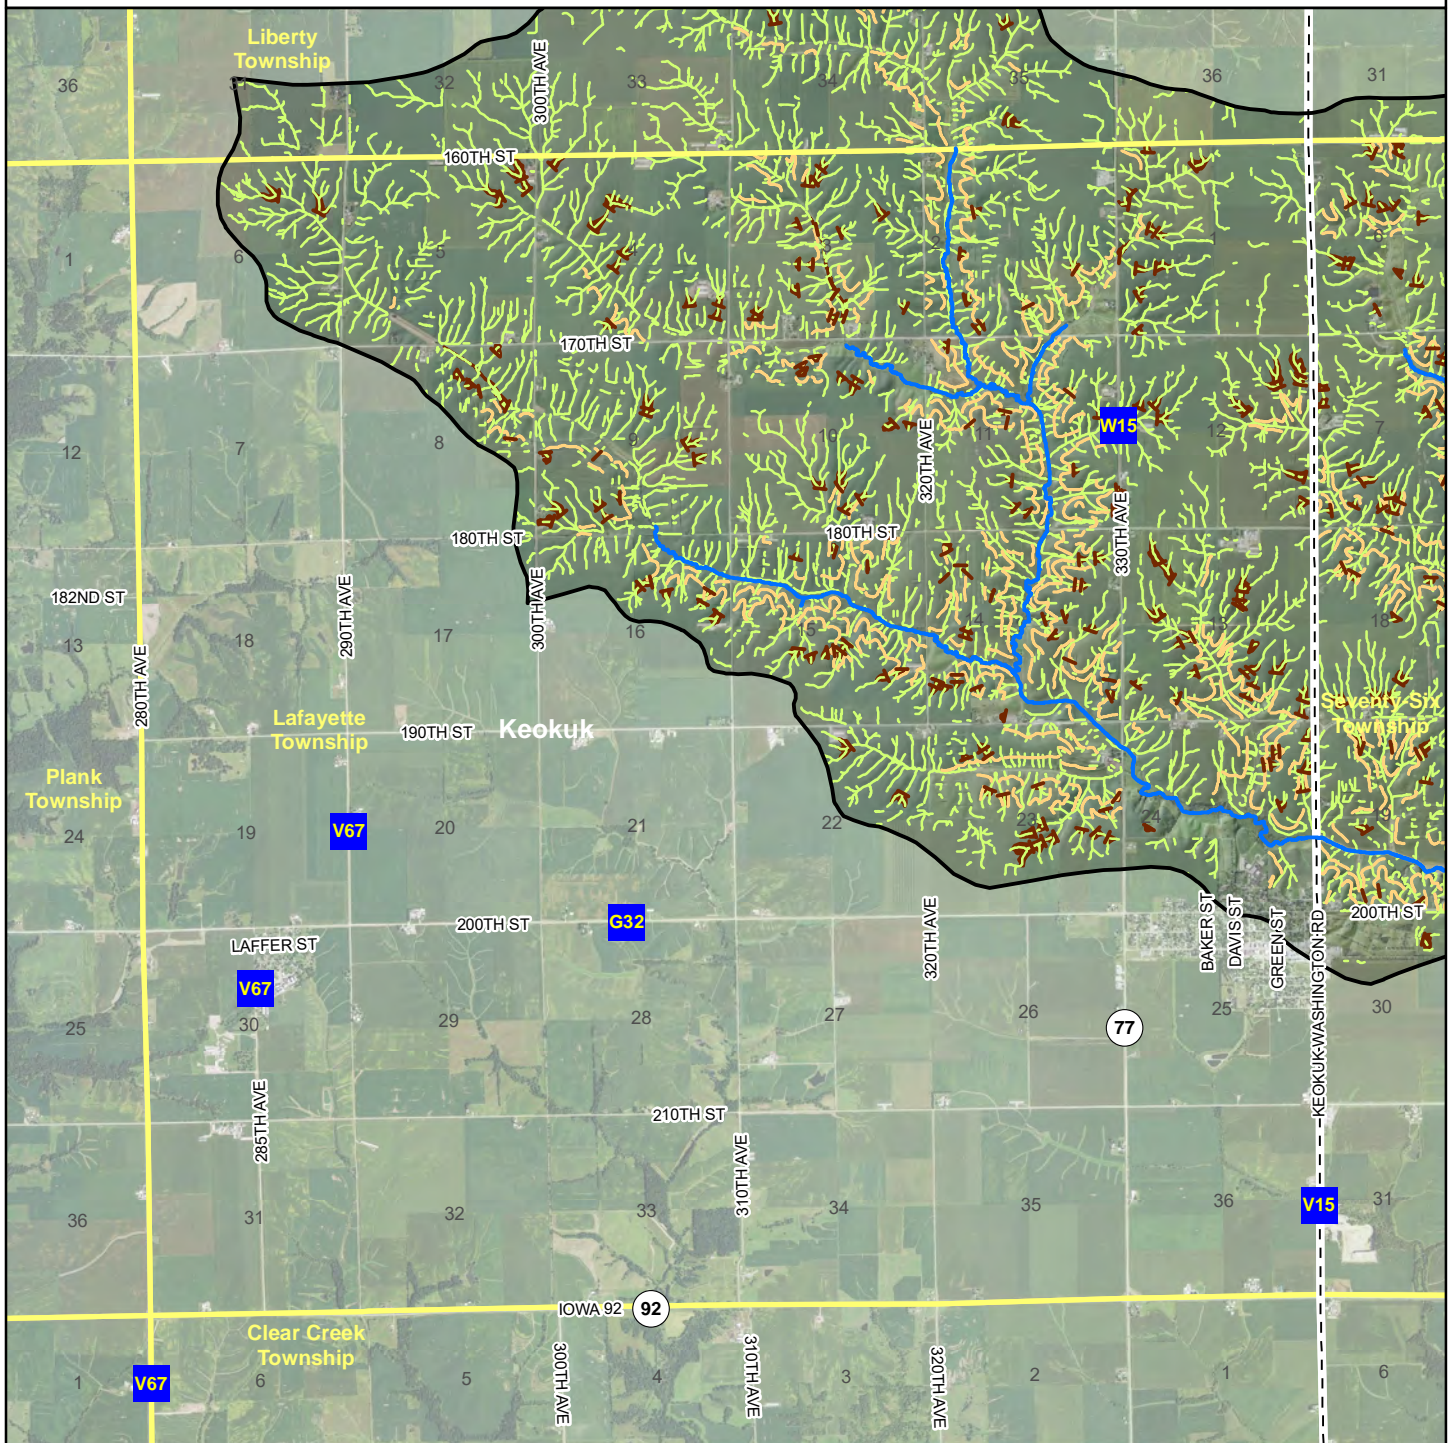 Liberty
Township
36
31
32
300TH AVE
33
34
35
36
31
160TH ST
1
6
5
4
3
2
1
6
170TH ST
12
7
8
9
10
320TH AVE
11
W15
12
7
180TH ST
180TH ST
330TH AVE
182ND ST
290TH AVE
300TH AVE
13
18
17
16
15
14
13
18
280TH AVE
Lafayette
Township
190TH ST
Keokuk
Seventy-Six
Township
Plank
Township
24
19
V67
20
21
22
23
24
19
G32
200TH ST
LAFFER ST
320TH AVE
BAKER ST
DAVIS ST
GREEN ST
KEOKUK-WASHINGTON RD
200TH ST
V67
25
30
29
28
27
26
77
25
30
285TH AVE
210TH ST
310TH AVE
36
31
32
33
34
35
36
V15
31
IOWA 92
92
Clear Creek
Township
1
V67
6
5
300TH AVE
4
310TH AVE
3
320TH AVE
2
1
6